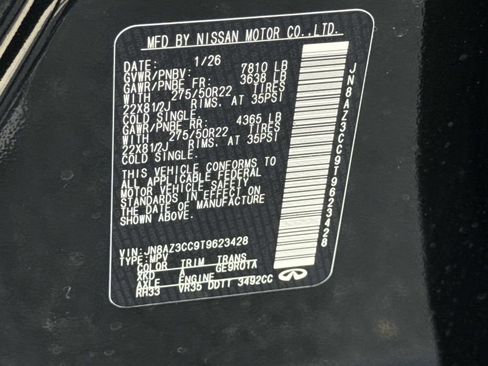 MFD BY NISSAN MOTOR CO.,LTD.
DATE: 1/26
GVWR/PNBV: 7810 LB
GAWR/PNBE FR: 3638 LB
WITH 275/50R22 TIRES
22X81/2J RIMS. AT 35PSI
COLD SINGLE.
GAWR/PNBE RR: 4365 LB
WITH 275/50R22 TIRES
22X81/2J RIMS. AT 35PSI
COLD SINGLE.
THIS VEHICLE CONFORMS TO
ALL APPLICABLE FEDERAL
MOTOR VEHICLE SAFETY
STANDARDS IN EFFECT ON
THE DATE OF MANUFACTURE
SHOWN ABOVE.
VIN: JN8AZ3CC9T9623428
TYPE: MPV
COLOR TRIM TRANS
XKD A GE9R01A
AXLE ENGINE
RH33 VR35 DDTT 3492CC
JN8AZ3CC9T9623428
INFINITI